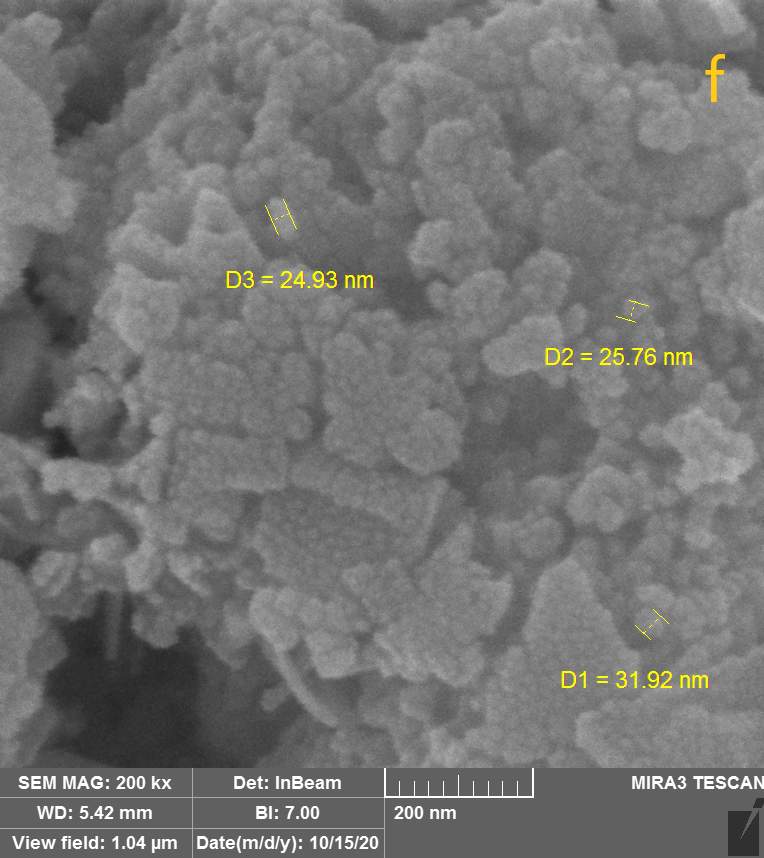 f
D3 = 24.93 nm
D2 = 25.76 nm
D1 = 31.92 nm
SEM MAG: 200 kx
Det: InBeam
MIRA3 TESCAN
WD: 5.42 mm
BI: 7.00
200 nm
View field: 1.04 µm
Date(m/d/y): 10/15/20